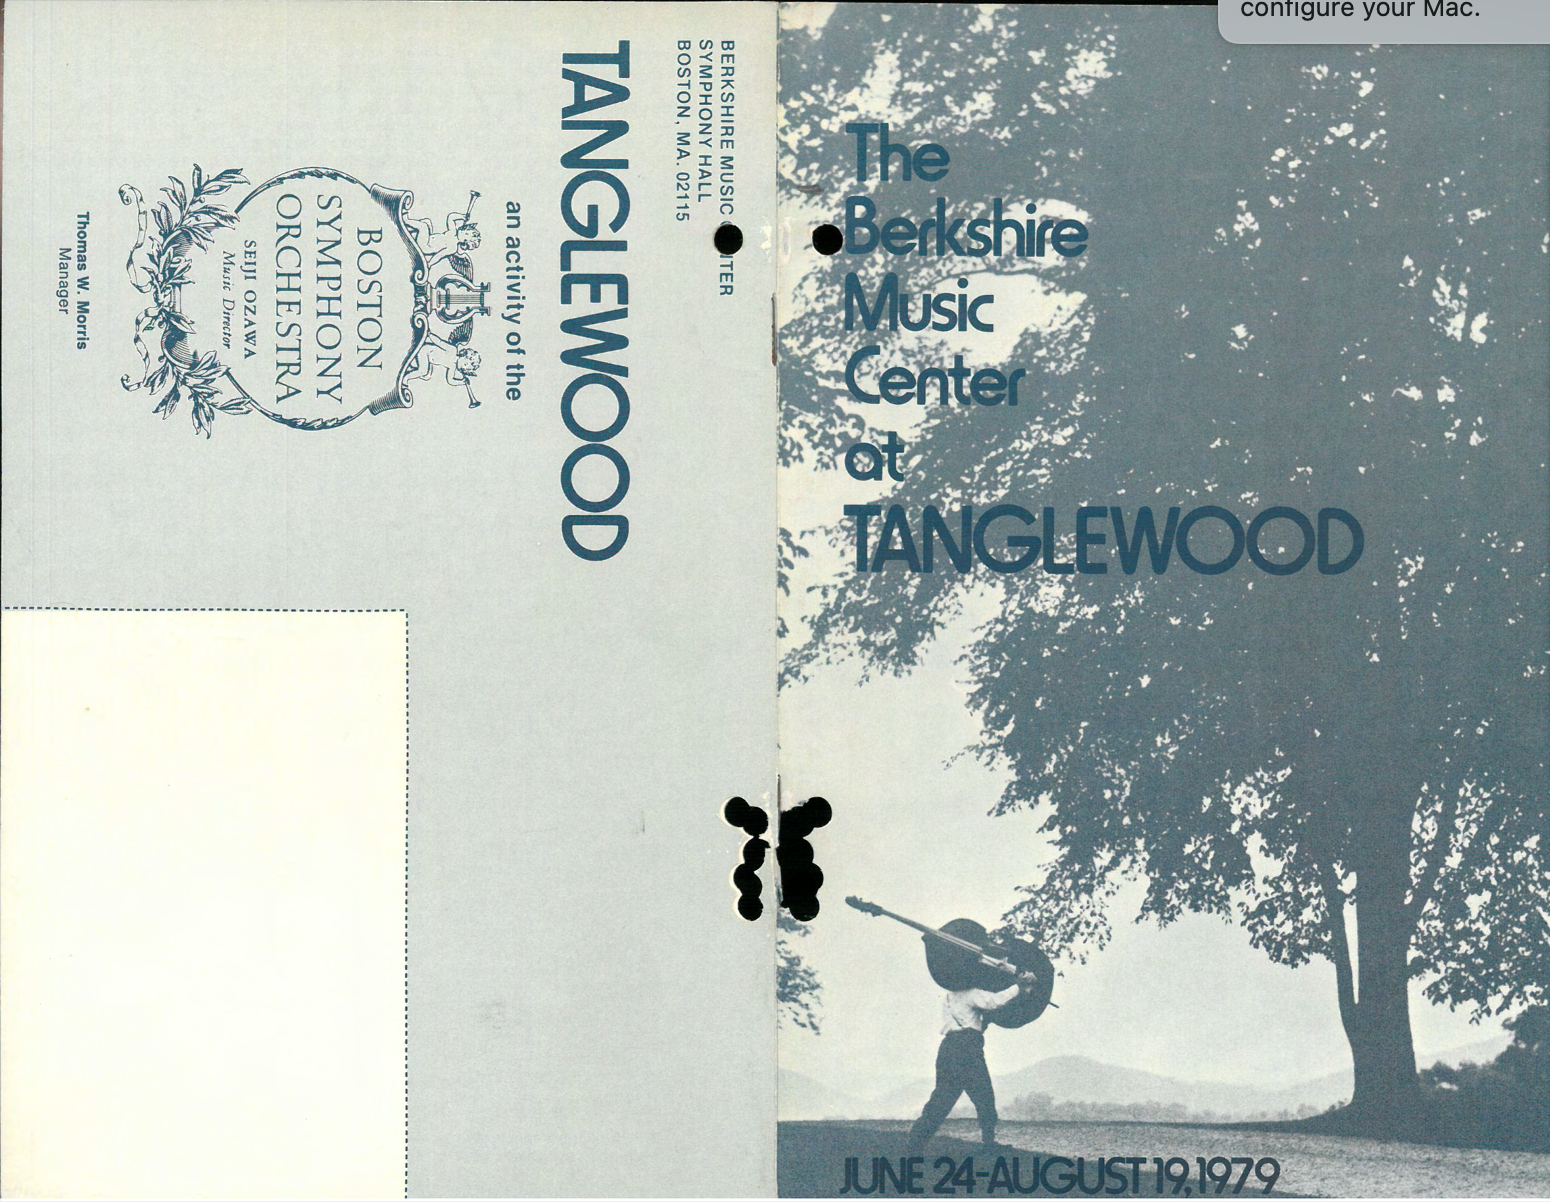 configure your Mac.
The
Berkshire
Music
Center
at
TANGLEWOOD
JUNE 24-AUGUST 19, 1979
BERKSHIRE MUSIC
SYMPHONY HALL
BOSTON, MA. 02115
TANGLEWOOD
an activity of the
BOSTON
SYMPHONY
ORCHESTRA
SEIJI OZAWA
Music Director
Thomas W. Morris
Manager